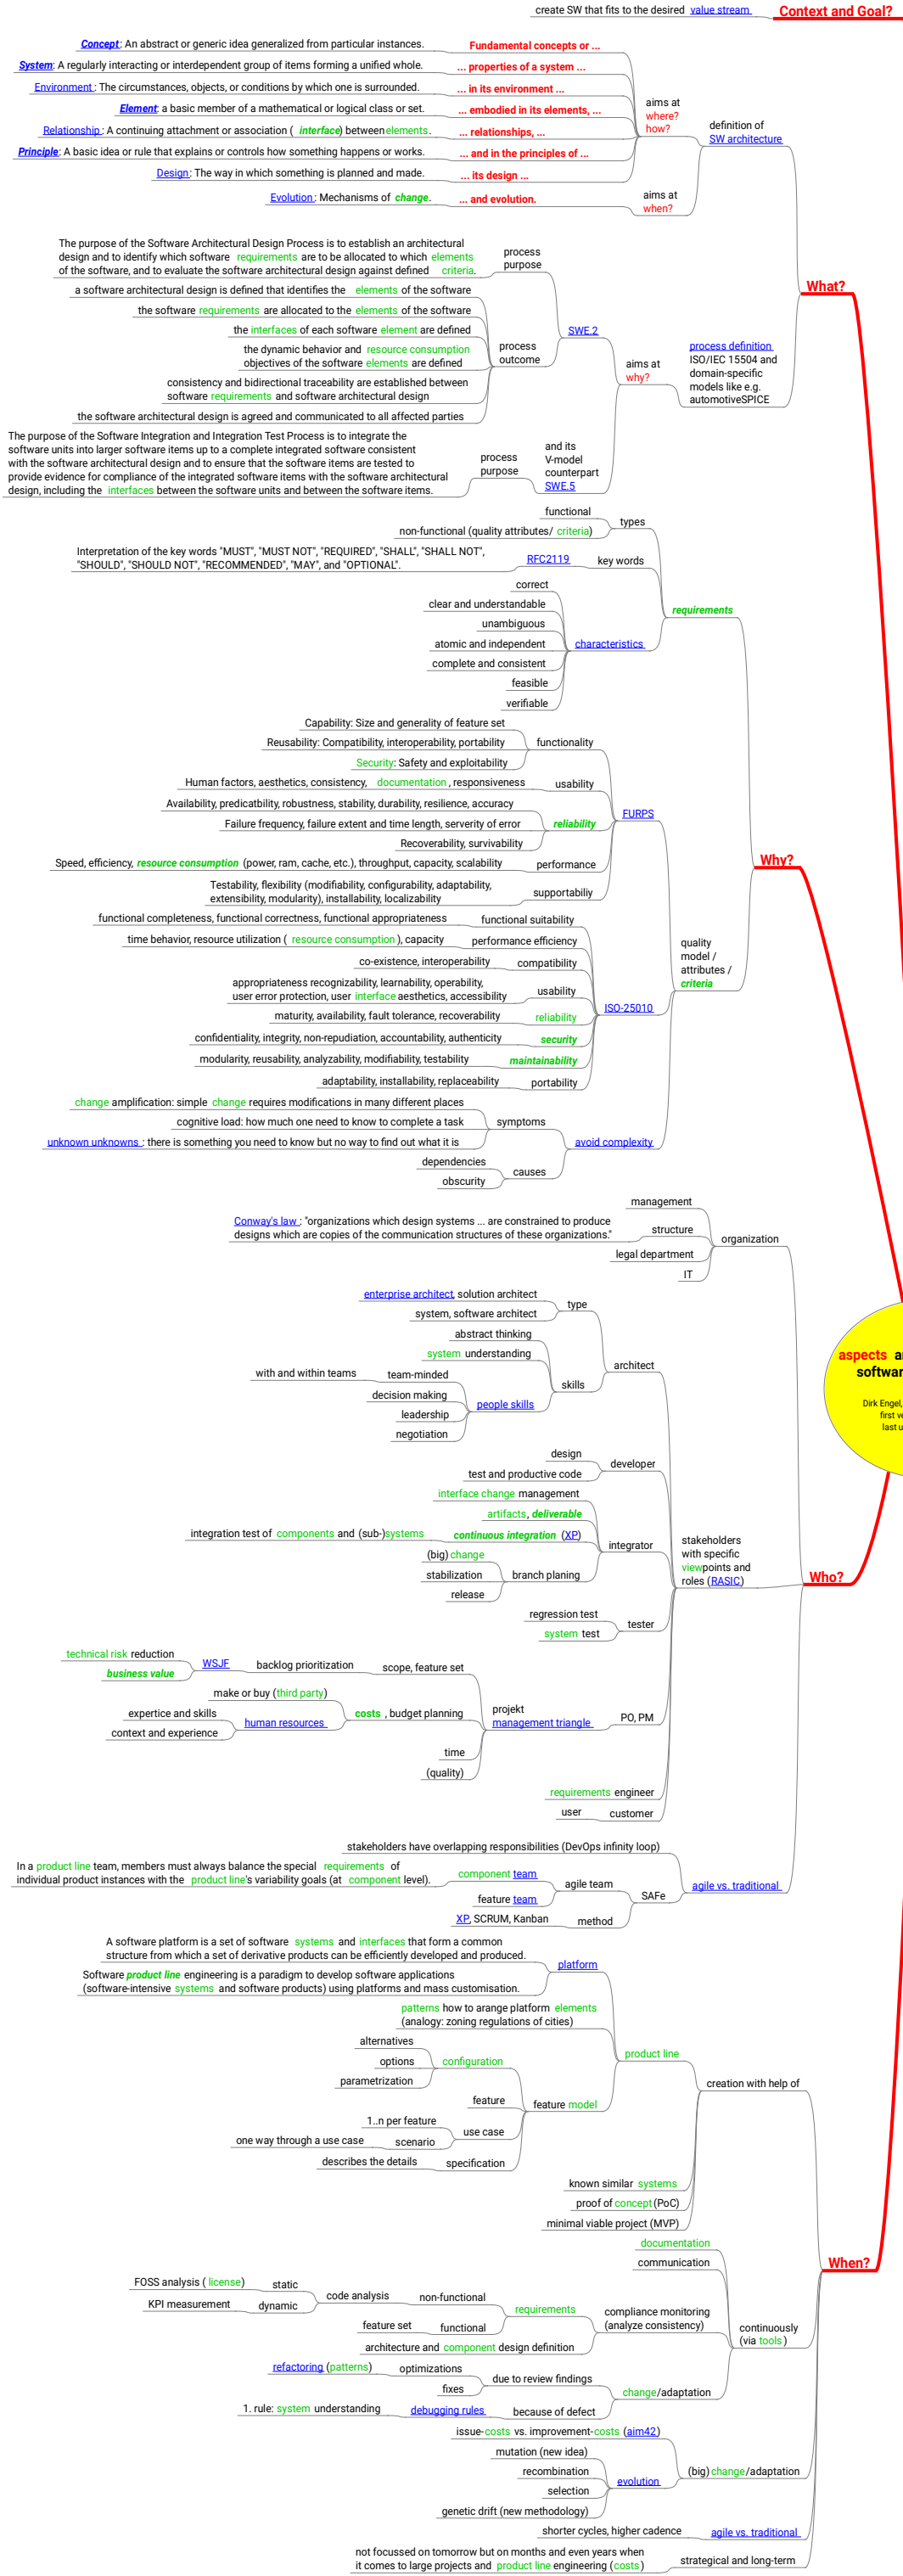 create SW that fits to the desired value stream
Context and Goal?
Concept: An abstract or generic idea generalized from particular instances.
Fundamental concepts or ...
System: A regularly interacting or interdependent group of items forming a unified whole.
... properties of a system ...
Environment: The circumstances, objects, or conditions by which one is surrounded.
... in its environment ...
Element: a basic member of a mathematical or logical class or set.
... embodied in its elements, ...
Relationship: A continuing attachment or association ( interface) between elements.
... relationships, ...
Principle: A basic idea or rule that explains or controls how something happens or works.
... and in the principles of ...
Design: The way in which something is planned and made.
... its design ...
aims at
where?
how?
Evolution: Mechanisms of change.
... and evolution.
aims at
when?
definition of
SW architecture
What?
The purpose of the Software Architectural Design Process is to establish an architectural
design and to identify which software requirements are to be allocated to which elements
of the software, and to evaluate the software architectural design against defined criteria.
process
purpose
a software architectural design is defined that identifies the elements of the software
the software requirements are allocated to the elements of the software
the interfaces of each software element are defined
the dynamic behavior and resource consumption
objectives of the software elements are defined
consistency and bidirectional traceability are established between
software requirements and software architectural design
the software architectural design is agreed and communicated to all affected parties
process
outcome
SWE.2
The purpose of the Software Integration and Integration Test Process is to integrate the
software units into larger software items up to a complete integrated software consistent
with the software architectural design and to ensure that the software items are tested to
provide evidence for compliance of the integrated software items with the software architectural
design, including the interfaces between the software units and between the software items.
process
purpose
and its
V-model
counterpart
SWE.5
aims at
why?
process definition
ISO/IEC 15504 and
domain-specific
models like e.g.
automotiveSPICE
functional
non-functional (quality attributes/ criteria)
types
Interpretation of the key words "MUST", "MUST NOT", "REQUIRED", "SHALL", "SHALL NOT",
"SHOULD", "SHOULD NOT", "RECOMMENDED", "MAY", and "OPTIONAL".
RFC2119
key words
correct
clear and understandable
unambiguous
atomic and independent
complete and consistent
feasible
verifiable
characteristics
requirements
Why?
Capability: Size and generality of feature set
Reusability: Compatibility, interoperability, portability
Security: Safety and exploitability
functionality
Human factors, aesthetics, consistency, documentation , responsiveness
usability
Availability, predicatbility, robustness, stability, durability, resilience, accuracy
Failure frequency, failure extent and time length, serverity of error
Recoverability, survivability
reliability
Speed, efficiency, resource consumption (power, ram, cache, etc.), throughput, capacity, scalability
performance
Testability, flexibility (modifiability, configurability, adaptability,
extensibility, modularity), installability, localizability
supportabiliy
FURPS
functional completeness, functional correctness, functional appropriateness
functional suitability
time behavior, resource utilization ( resource consumption ), capacity
performance efficiency
co-existence, interoperability
compatibility
appropriateness recognizability, learnability, operability,
user error protection, user interface aesthetics, accessibility
usability
maturity, availability, fault tolerance, recoverability
reliability
confidentiality, integrity, non-repudiation, accountability, authenticity
security
modularity, reusability, analyzability, modifiability, testability
maintainability
adaptability, installability, replaceability
portability
ISO-25010
change amplification: simple change requires modifications in many different places
cognitive load: how much one need to know to complete a task
unknown unknowns : there is something you need to know but no way to find out what it is
symptoms
dependencies
obscurity
causes
avoid complexity
quality
model /
attributes /
criteria
management
Conway's law : "organizations which design systems ... are constrained to produce
designs which are copies of the communication structures of these organizations."
structure
legal department
IT
organization
enterprise architect, solution architect
system, software architect
type
abstract thinking
system understanding
with and within teams
team-minded
decision making
leadership
negotiation
people skills
skills
architect
design
test and productive code
developer
interface change management
artifacts, deliverable
integration test of components and (sub-)systems
continuous integration (XP)
(big) change
stabilization
release
branch planing
integrator
regression test
system test
tester
technical risk reduction
business value
WSJF
backlog prioritization
scope, feature set
make or buy (third party)
expertice and skills
context and experience
human resources
costs , budget planning
time
(quality)
projekt
management triangle
PO, PM
requirements engineer
user
customer
stakeholders
with specific
viewpoints and
roles (RASIC)
Who?
aspects
softwar
Dirk Engel,
first ve
last u
stakeholders have overlapping responsibilities (DevOps infinity loop)
In a product line team, members must always balance the special requirements of
individual product instances with the product line's variability goals (at component level).
component team
feature team
agile team
XP, SCRUM, Kanban
method
SAFe
agile vs. traditional
A software platform is a set of software systems and interfaces that form a common
structure from which a set of derivative products can be efficiently developed and produced.
Software product line engineering is a paradigm to develop software applications
(software-intensive systems and software products) using platforms and mass customisation.
platform
patterns how to arange platform elements
(analogy: zoning regulations of cities)
alternatives
options
parametrization
configuration
feature
1..n per feature
one way through a use case
scenario
use case
describes the details
specification
feature model
product line
known similar systems
proof of concept (PoC)
minimal viable project (MVP)
creation with help of
When?
documentation
communication
FOSS analysis ( license)
static
KPI measurement
dynamic
code analysis
non-functional
feature set
functional
requirements
architecture and component design definition
compliance monitoring
(analyze consistency)
refactoring (patterns)
optimizations
fixes
due to review findings
1. rule: system understanding
debugging rules
because of defect
change/adaptation
continuously
(via tools )
issue-costs vs. improvement-costs (aim42)
mutation (new idea)
recombination
selection
genetic drift (new methodology)
evolution
(big) change/adaptation
shorter cycles, higher cadence
agile vs. traditional
not focussed on tomorrow but on months and even years when
it comes to large projects and product line engineering (costs)
strategical and long-term